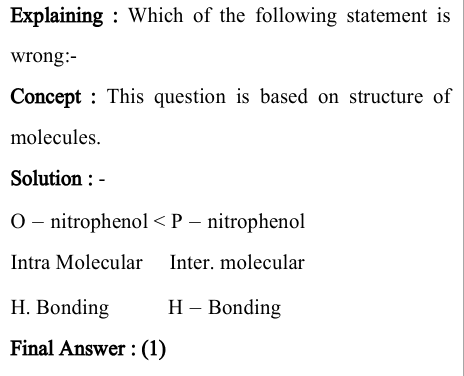 Explaining : Which of the following statement is
wrong:-
Concept : This question is based on structure of
molecules.
Solution : -
O – nitrophenol < P – nitrophenol
Intra Molecular Inter. molecular
H. Bonding H – Bonding
Final Answer : (1)